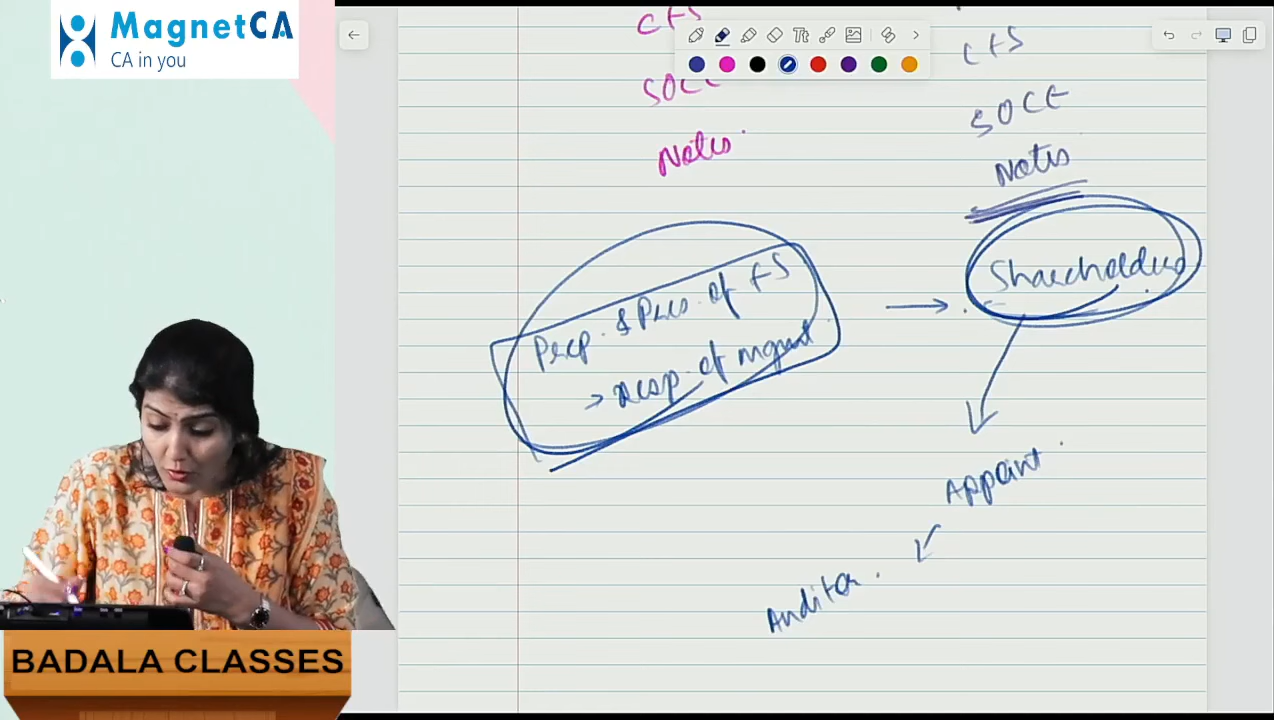 MagnetCA
CA in you
CFS
SOCE
Notes
CFS
SOCE
Notes
Prep. & Pres. of FS
→ resp. of mgmt
→
Shareholders
Appoint
Auditor
Tt
BADALA CLASSES